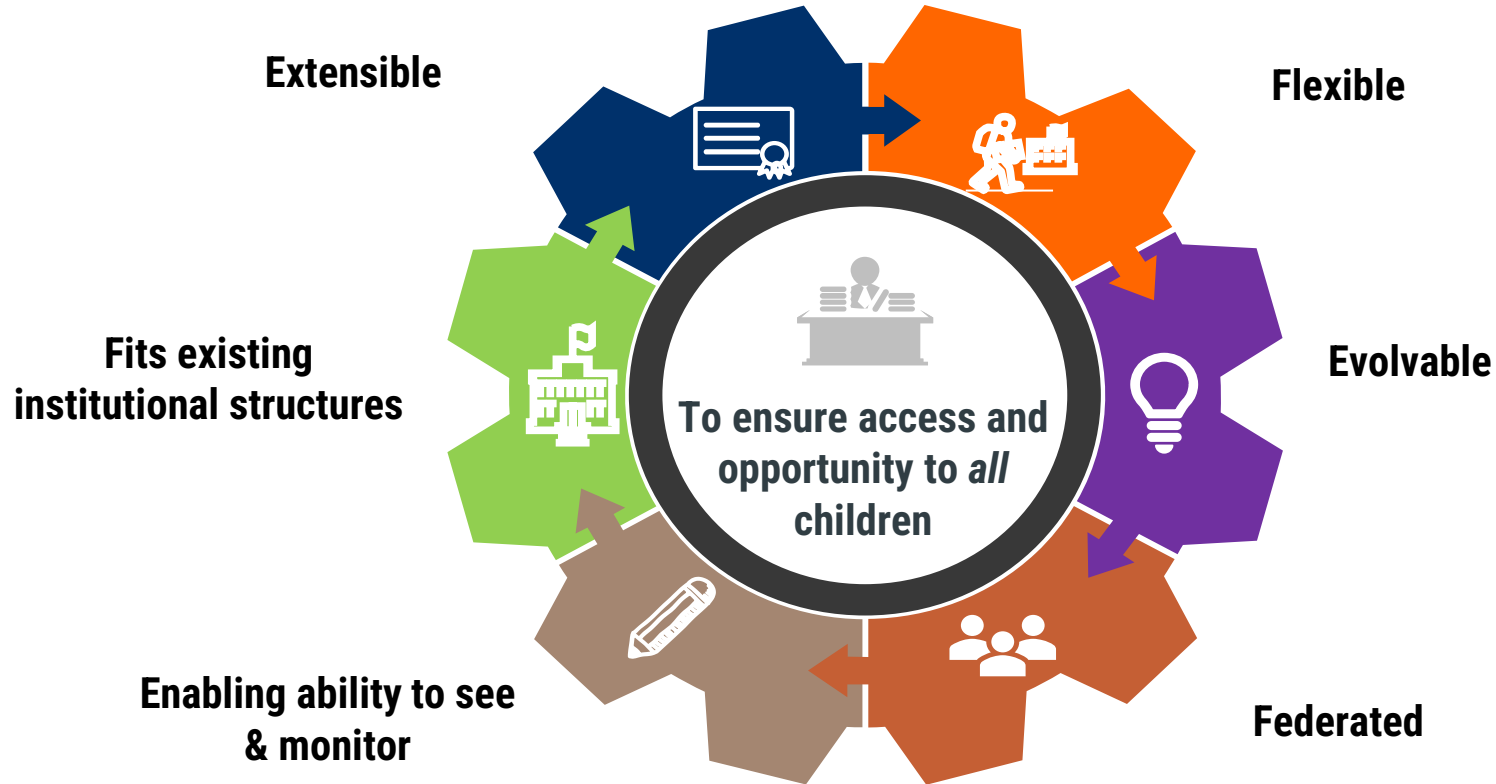 Extensible
Flexible
Fits existing
institutional structures
Evolvable
To ensure access and
opportunity to all
children
Enabling ability to see
& monitor
Federated